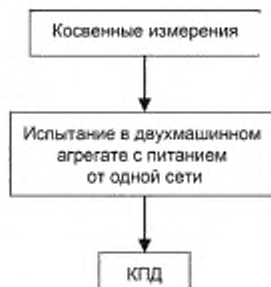 Косвенные измерения
Испытание в двухмашинном
агрегате с питанием
от одной сети
КПД